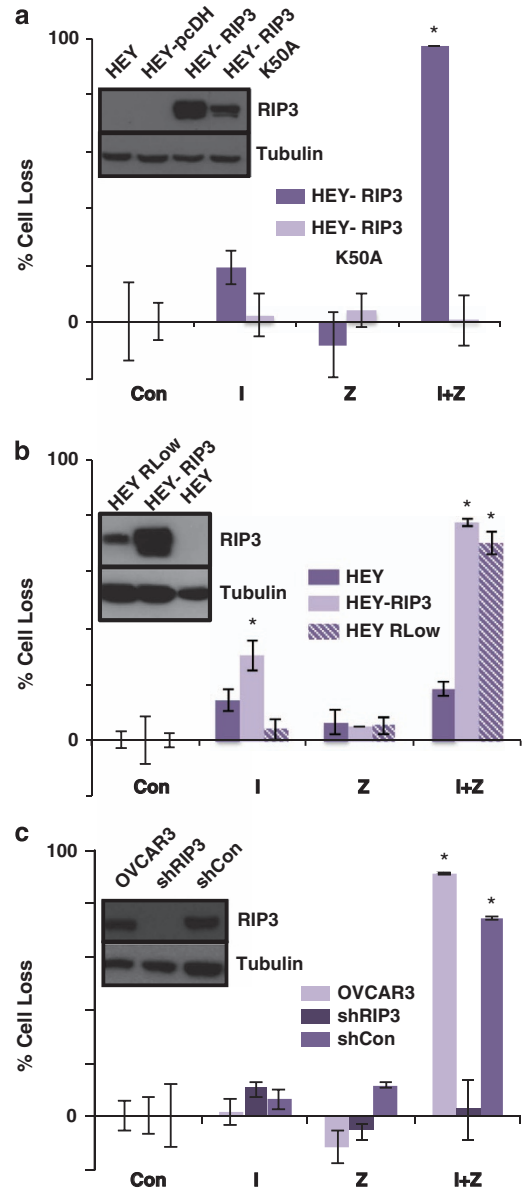 a
100
HEY
HEY-pcDH
HEY- RIP3
HEY- RIP3
K50A
*
RIP3
Tubulin
% Cell Loss
HEY- RIP3
HEY- RIP3
K50A
0
Con
I
Z
I+Z
b
100
HEY RLow
HEY- RIP3
HEY
* *
RIP3
Tubulin
% Cell Loss
HEY
HEY-RIP3
HEY RLow
*
0
Con
I
Z
I+Z
c
100
OVCAR3
shRIP3
shCon
*
*
RIP3
Tubulin
% Cell Loss
OVCAR3
shRIP3
shCon
0
Con
I
Z
I+Z